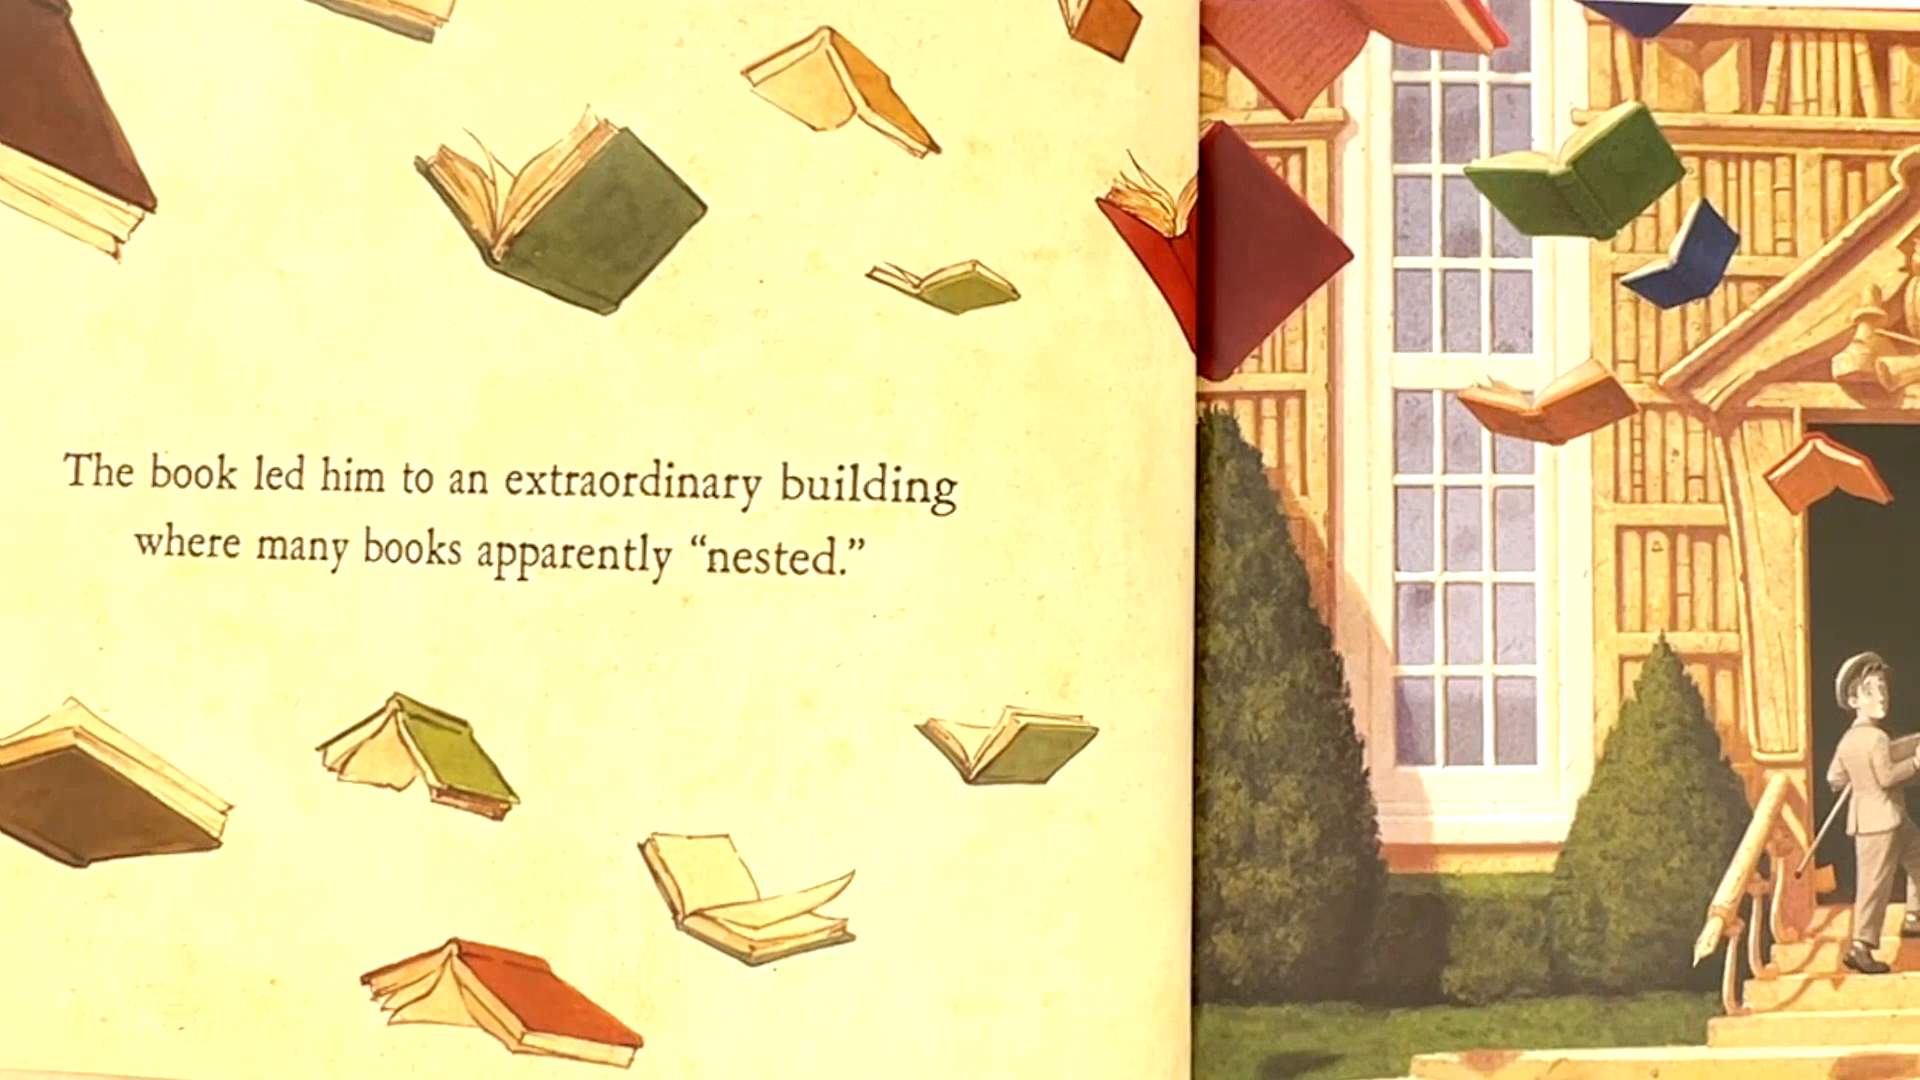 The book led him to an extraordinary building
where many books apparently “nested.”